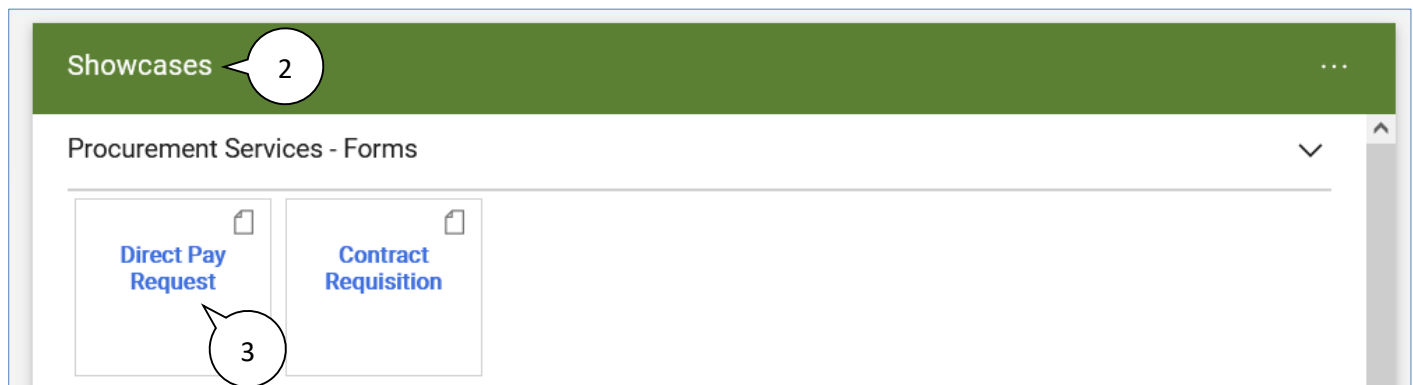 Showcases
2
...
Procurement Services - Forms
Direct Pay
Request
Contract
Requisition
3